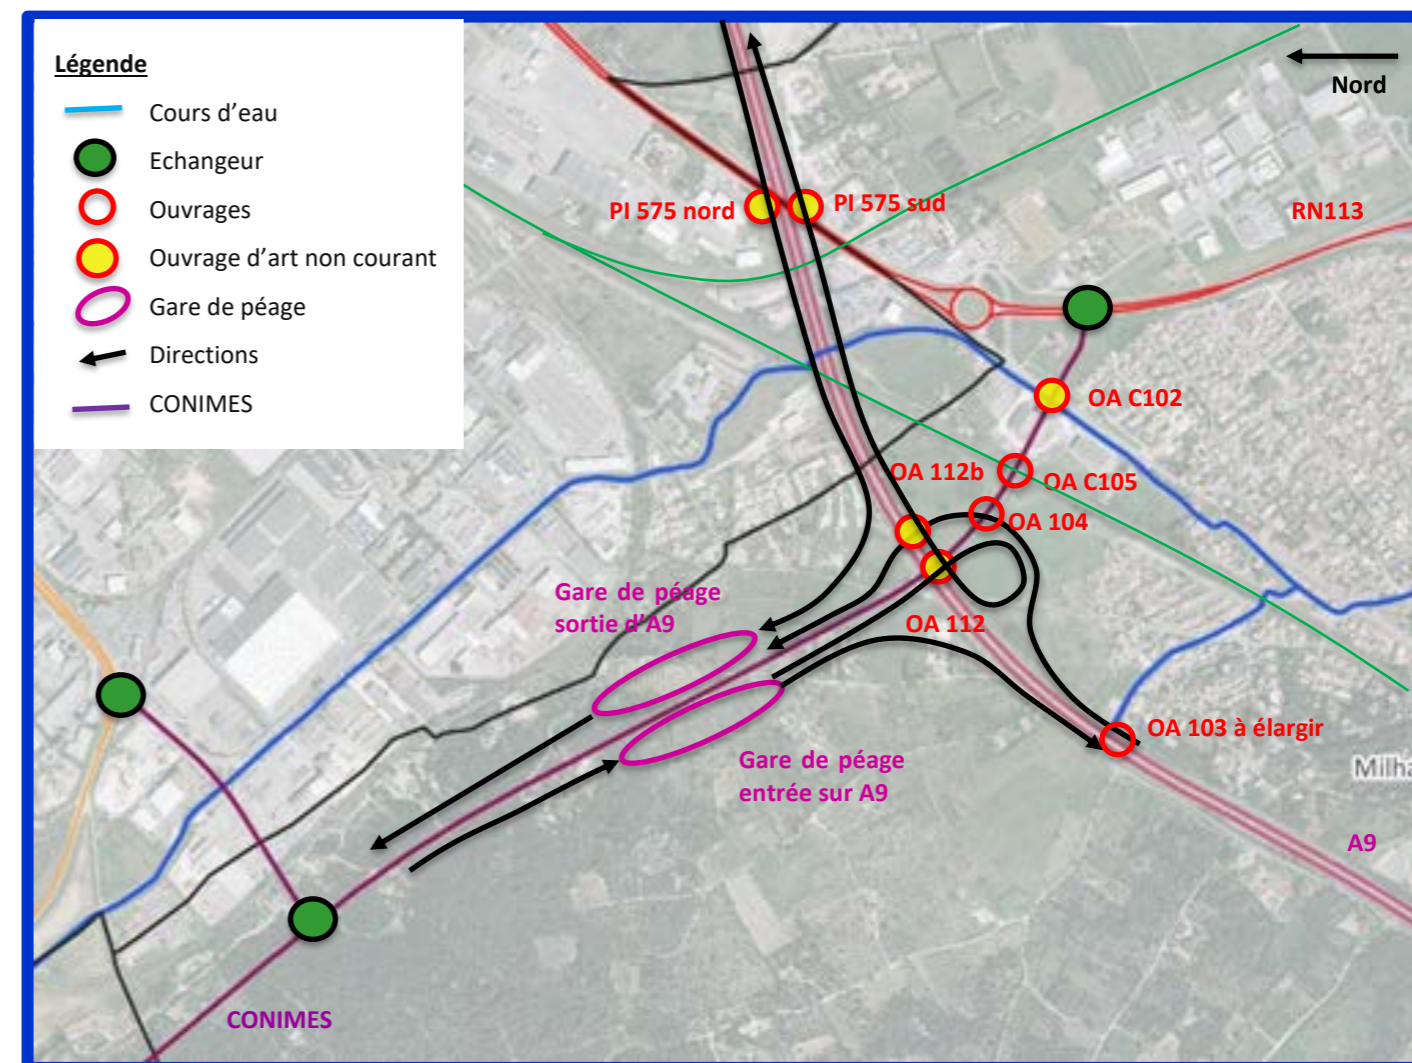 Légende
Cours d'eau
Echangeur
Ouvrages
Ouvrage d'art non courant
Gare de péage
Directions
CONIMES
Nord
PI 575 nord
PI 575 sud
RN113
OA C102
OA 112b
OA C105
OA 104
Gare de péage
sortie d'A9
OA 112
OA 103 à élargir
Gare de péage
entrée sur A9
Milha
A9
CONIMES